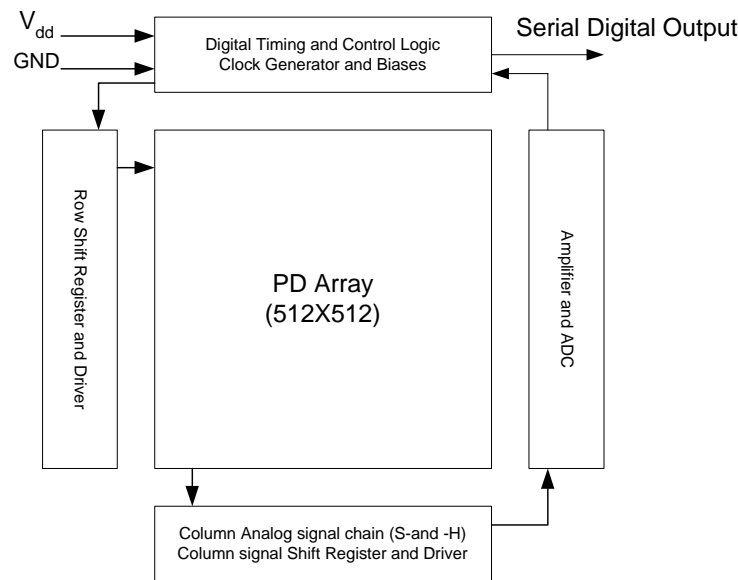 V_dd
GND
Digital Timing and Control Logic
Clock Generator and Biases
Serial Digital Output
Row Shift Register and Driver
PD Array
(512X512)
Amplifier and ADC
Column Analog signal chain (S-and -H)
Column signal Shift Register and Driver